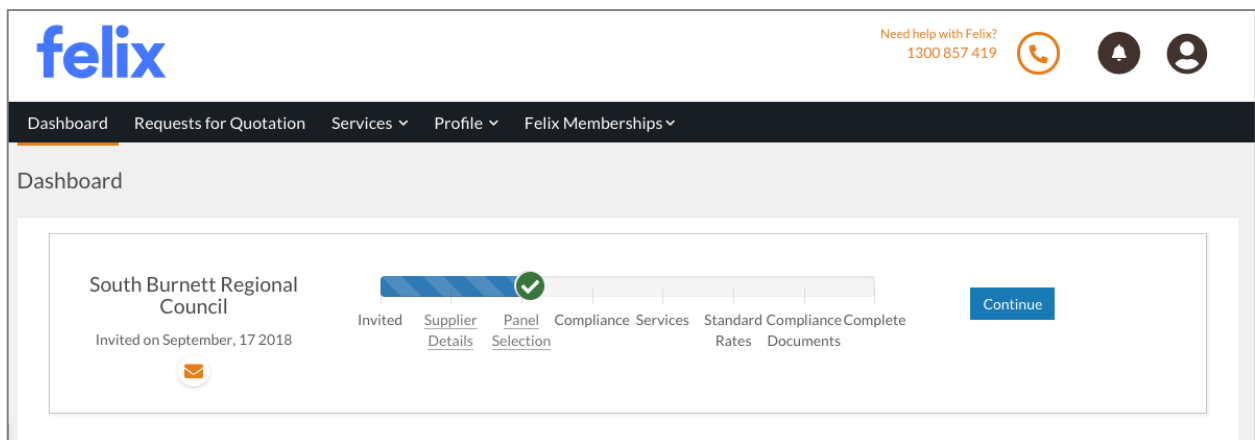 felix
Need help with Felix?
1300 857 419
Dashboard Requests for Quotation Services Profile Felix Memberships
Dashboard
South Burnett Regional
Council
Invited on September, 17 2018
Invited Supplier Panel Compliance Services Standard Compliance Complete
Details Selection Rates Documents
Continue